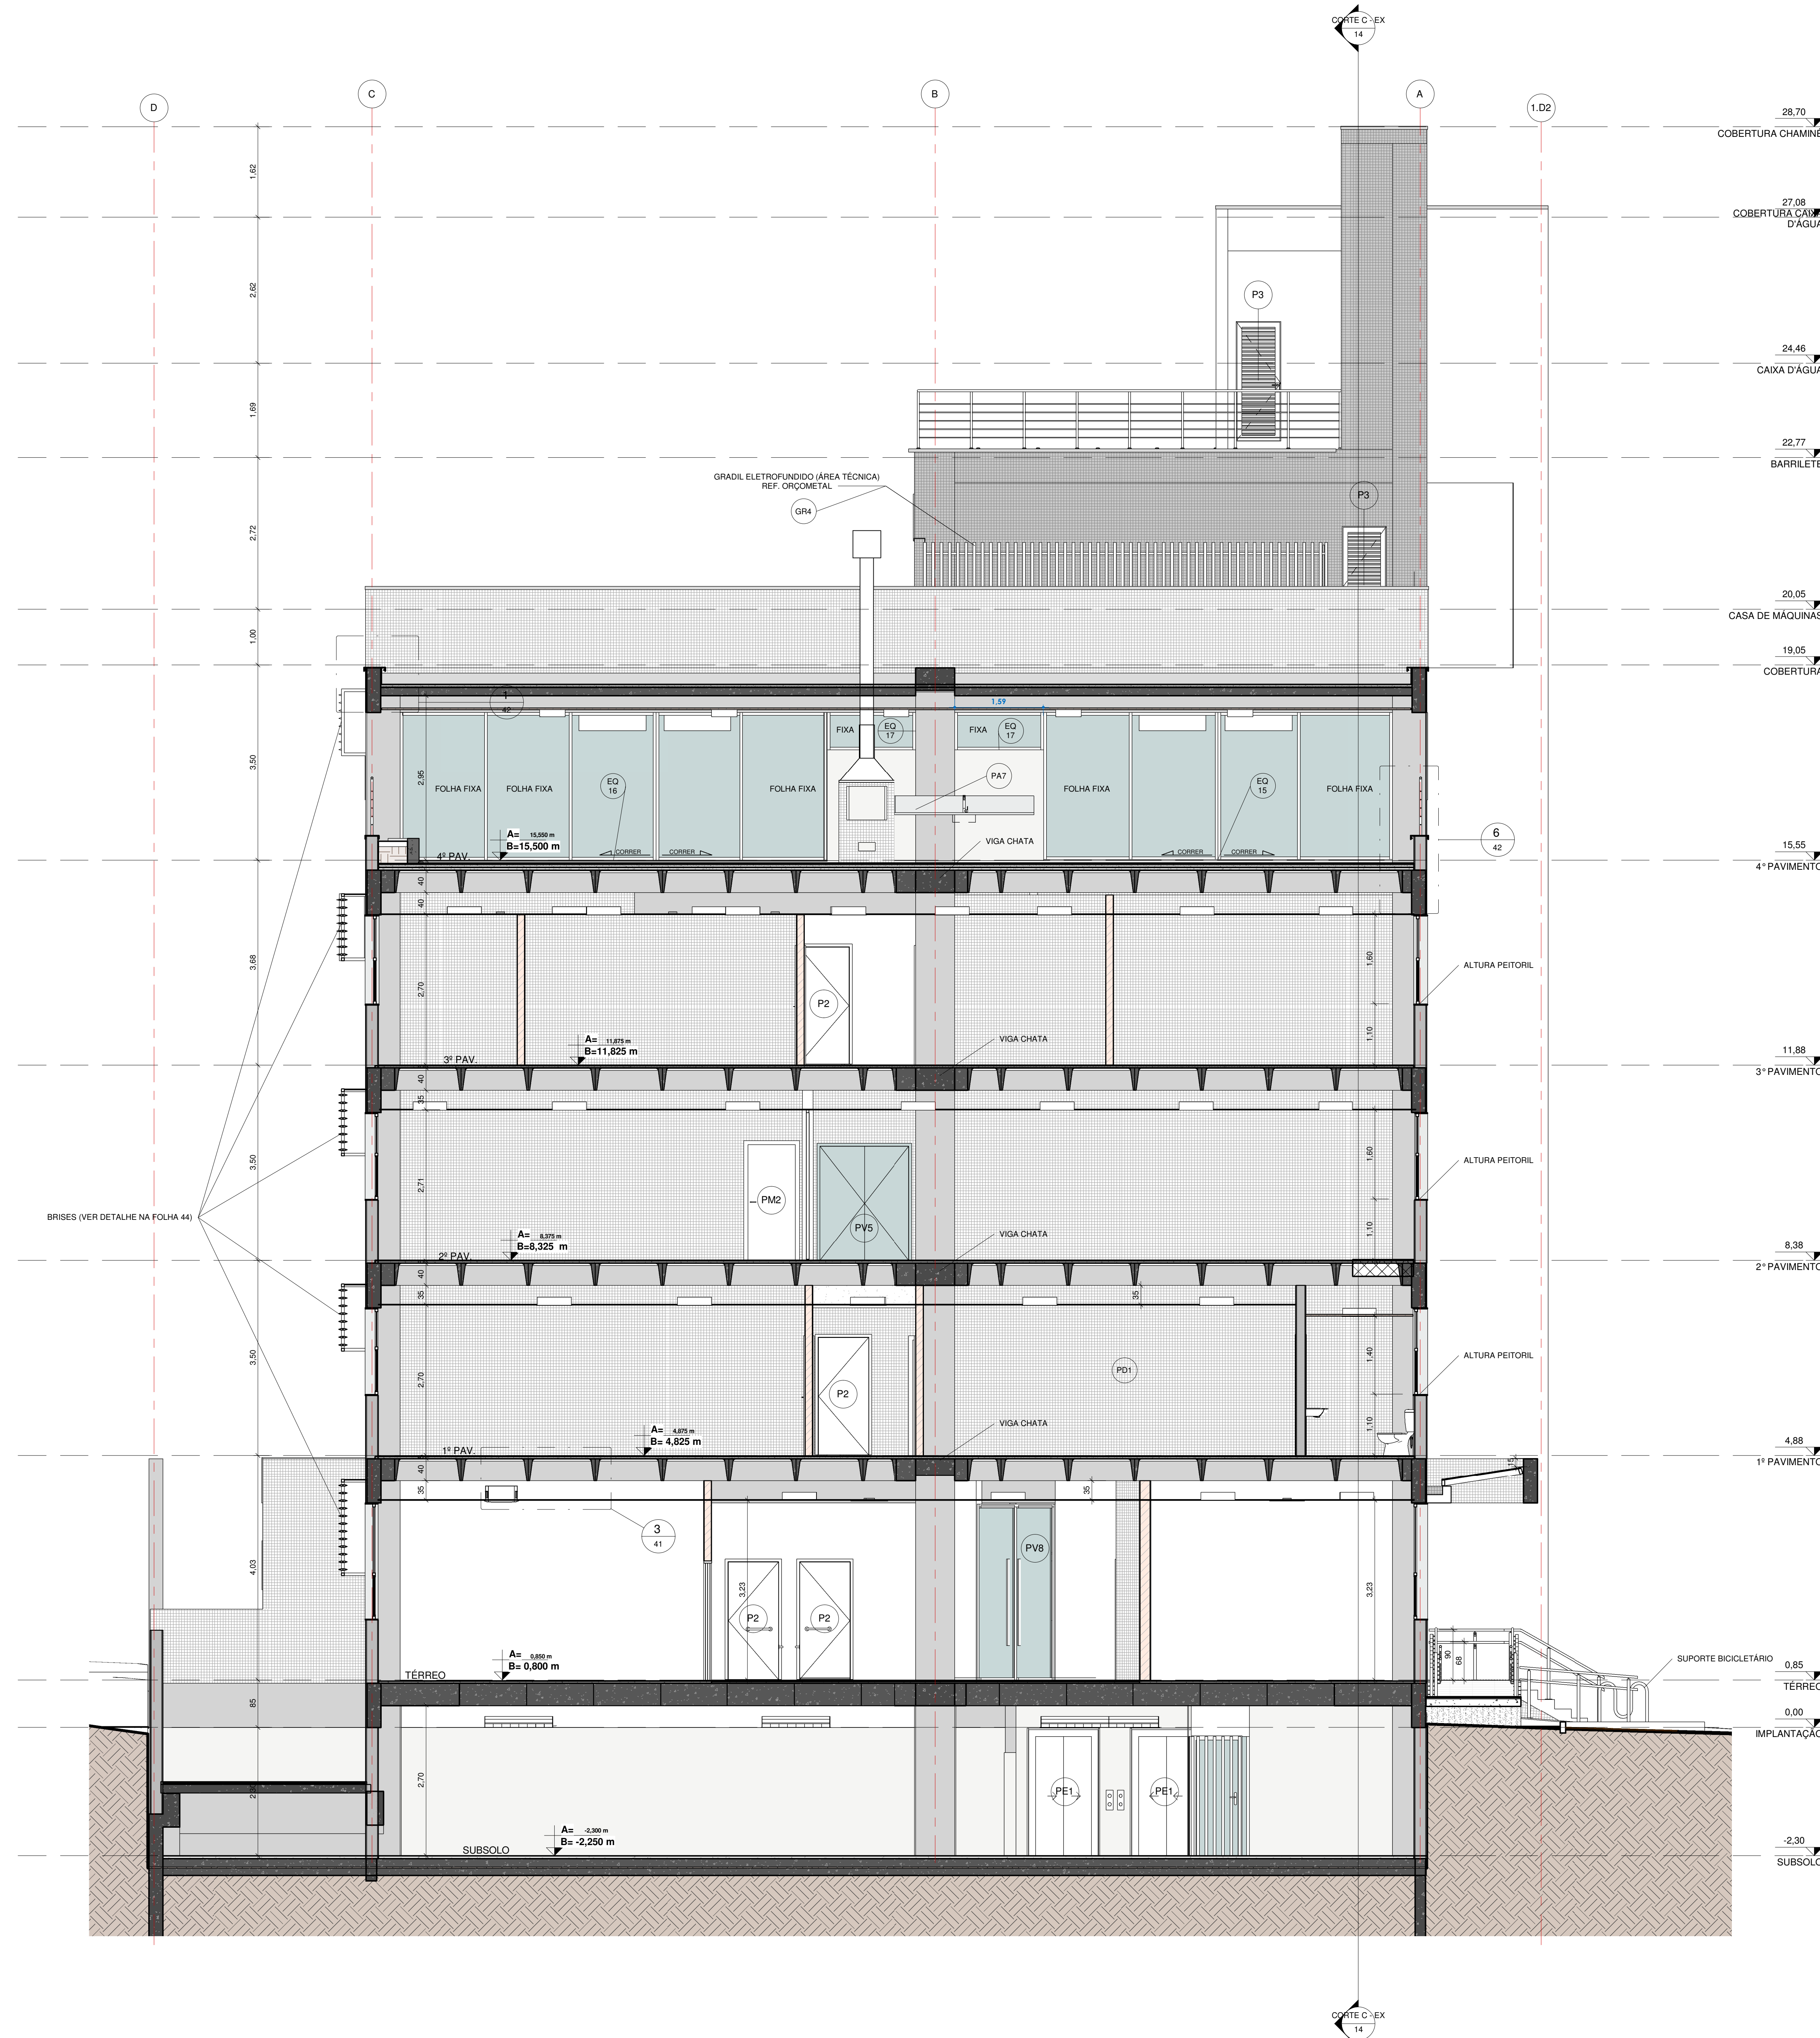 CORTE C - EX
14
D
C
B
A
1.D2
28,70
COBERTURA CHAMINÉ
1.62
27,08
COBERTURA CAIXA
D'ÁGUA
2.62
P3
24,46
CAIXA D'ÁGUA
1.69
22,77
BARRILETE
GRADIL ELETROFUNDIDO (ÁREA TÉCNICA)
REF. ORÇOMETAL
GR4
P3
2.72
20,05
CASA DE MÁQUINAS
1.00
19,05
COBERTURA
1
42
1,59
FIXA
EQ
17
FIXA
EQ
17
3.50
2.95
FOLHA FIXA
FOLHA FIXA
EQ
16
FOLHA FIXA
PA7
FOLHA FIXA
EQ
15
FOLHA FIXA
A= 15,550 m
B=15,500 m
CORRER
CORRER
VIGA CHATA
CORRER
CORRER
6
42
4º PAV.
15,55
4º PAVIMENTO
40
40
3.68
2,70
P2
1,60
ALTURA PEITORIL
1,10
A= 11,875 m
B=11,825 m
VIGA CHATA
3º PAV.
11,88
3º PAVIMENTO
40
35
3.50
2,71
PM2
PV5
1,60
ALTURA PEITORIL
1,10
BRISES (VER DETALHE NA FOLHA 44)
A= 8,375 m
B=8,325 m
VIGA CHATA
2º PAV.
8,38
2º PAVIMENTO
40
35
35
3.50
2,70
P2
PD1
1,40
ALTURA PEITORIL
1,10
A= 4,875 m
B= 4,825 m
VIGA CHATA
1º PAV.
4,88
1º PAVIMENTO
40
35
35
15
3
41
PV8
4.03
3,23
3,23
P2
P2
90
68
SUPORTE BICICLETÁRIO
A= 0,850 m
B= 0,800 m
TÉRREO
0,85
TÉRREO
85
0,00
IMPLANTAÇÃO
2,70
PE1
PE1
A= -2,300 m
B= -2,250 m
SUBSOLO
-2,30
SUBSOLO
CORTE C - EX
14